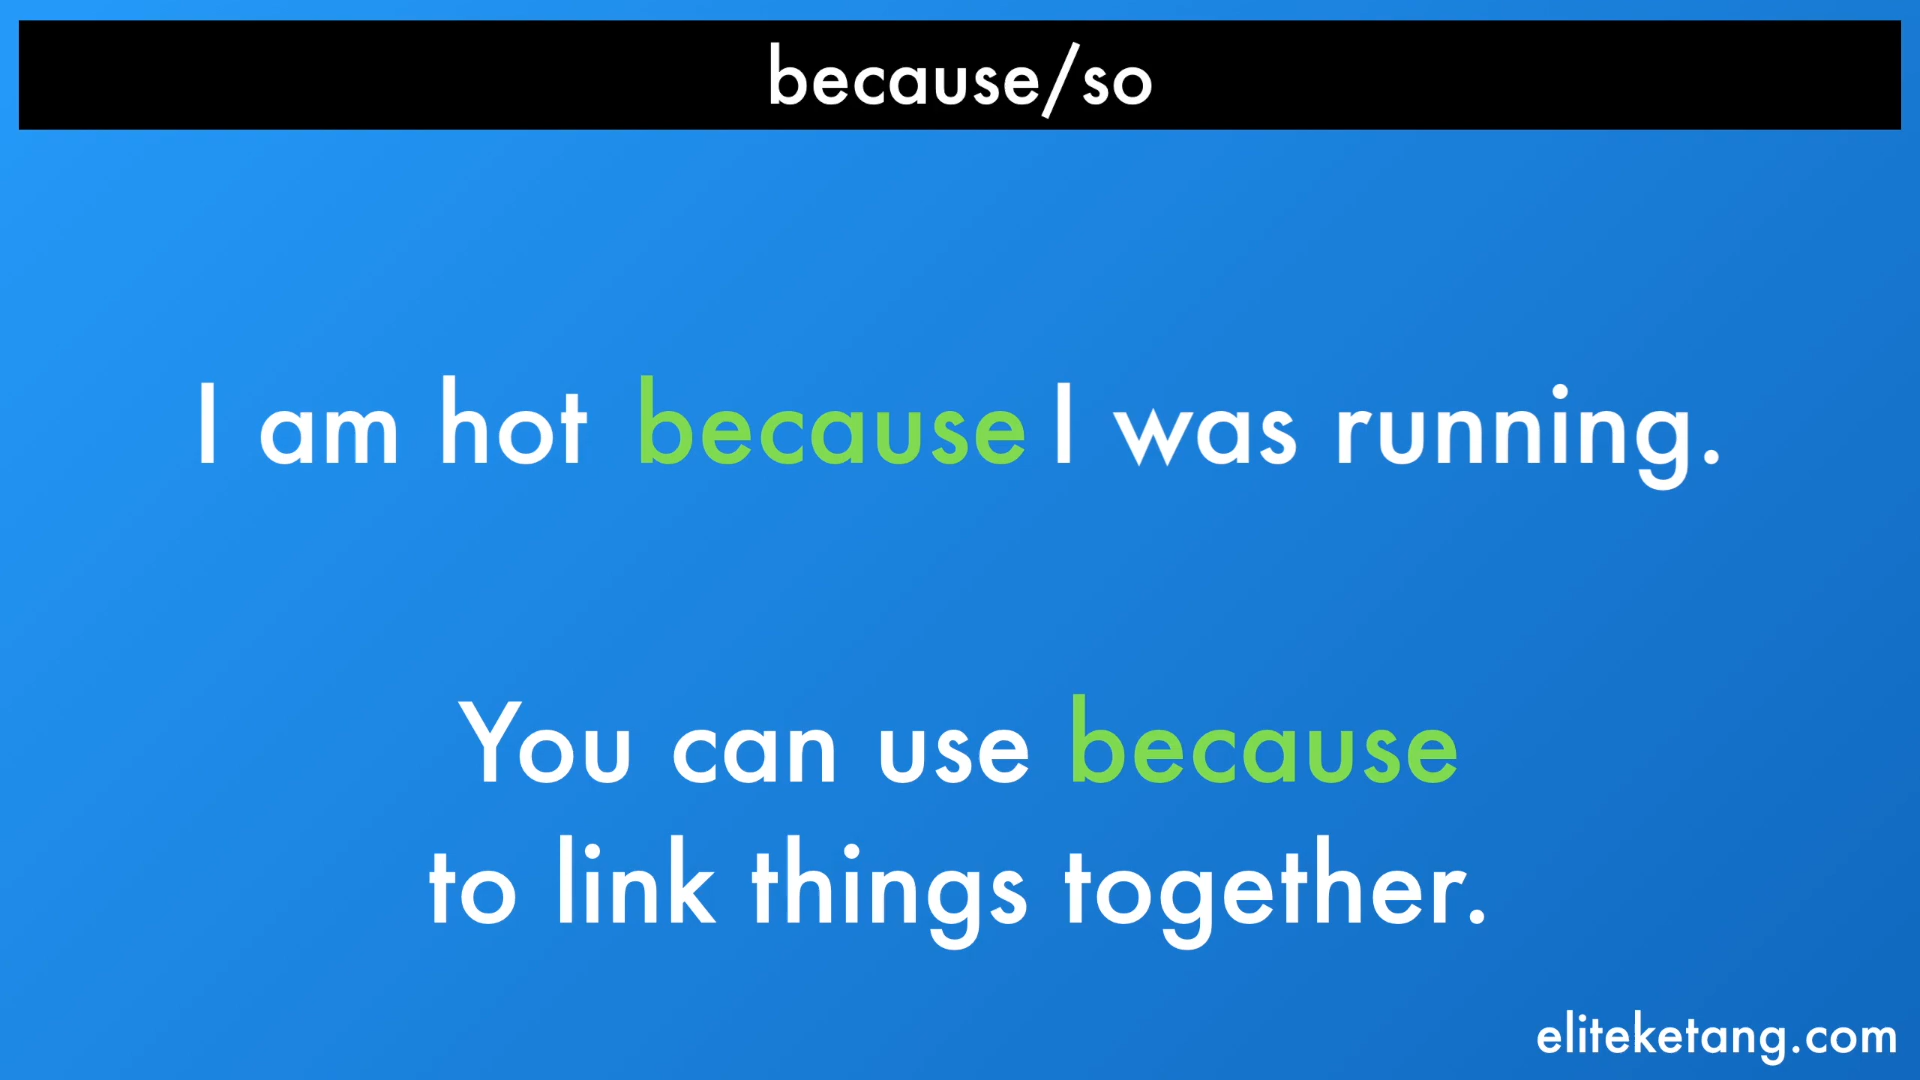 because/so
I am hot because I was running.
You can use because
to link things together.
eliteketang.com